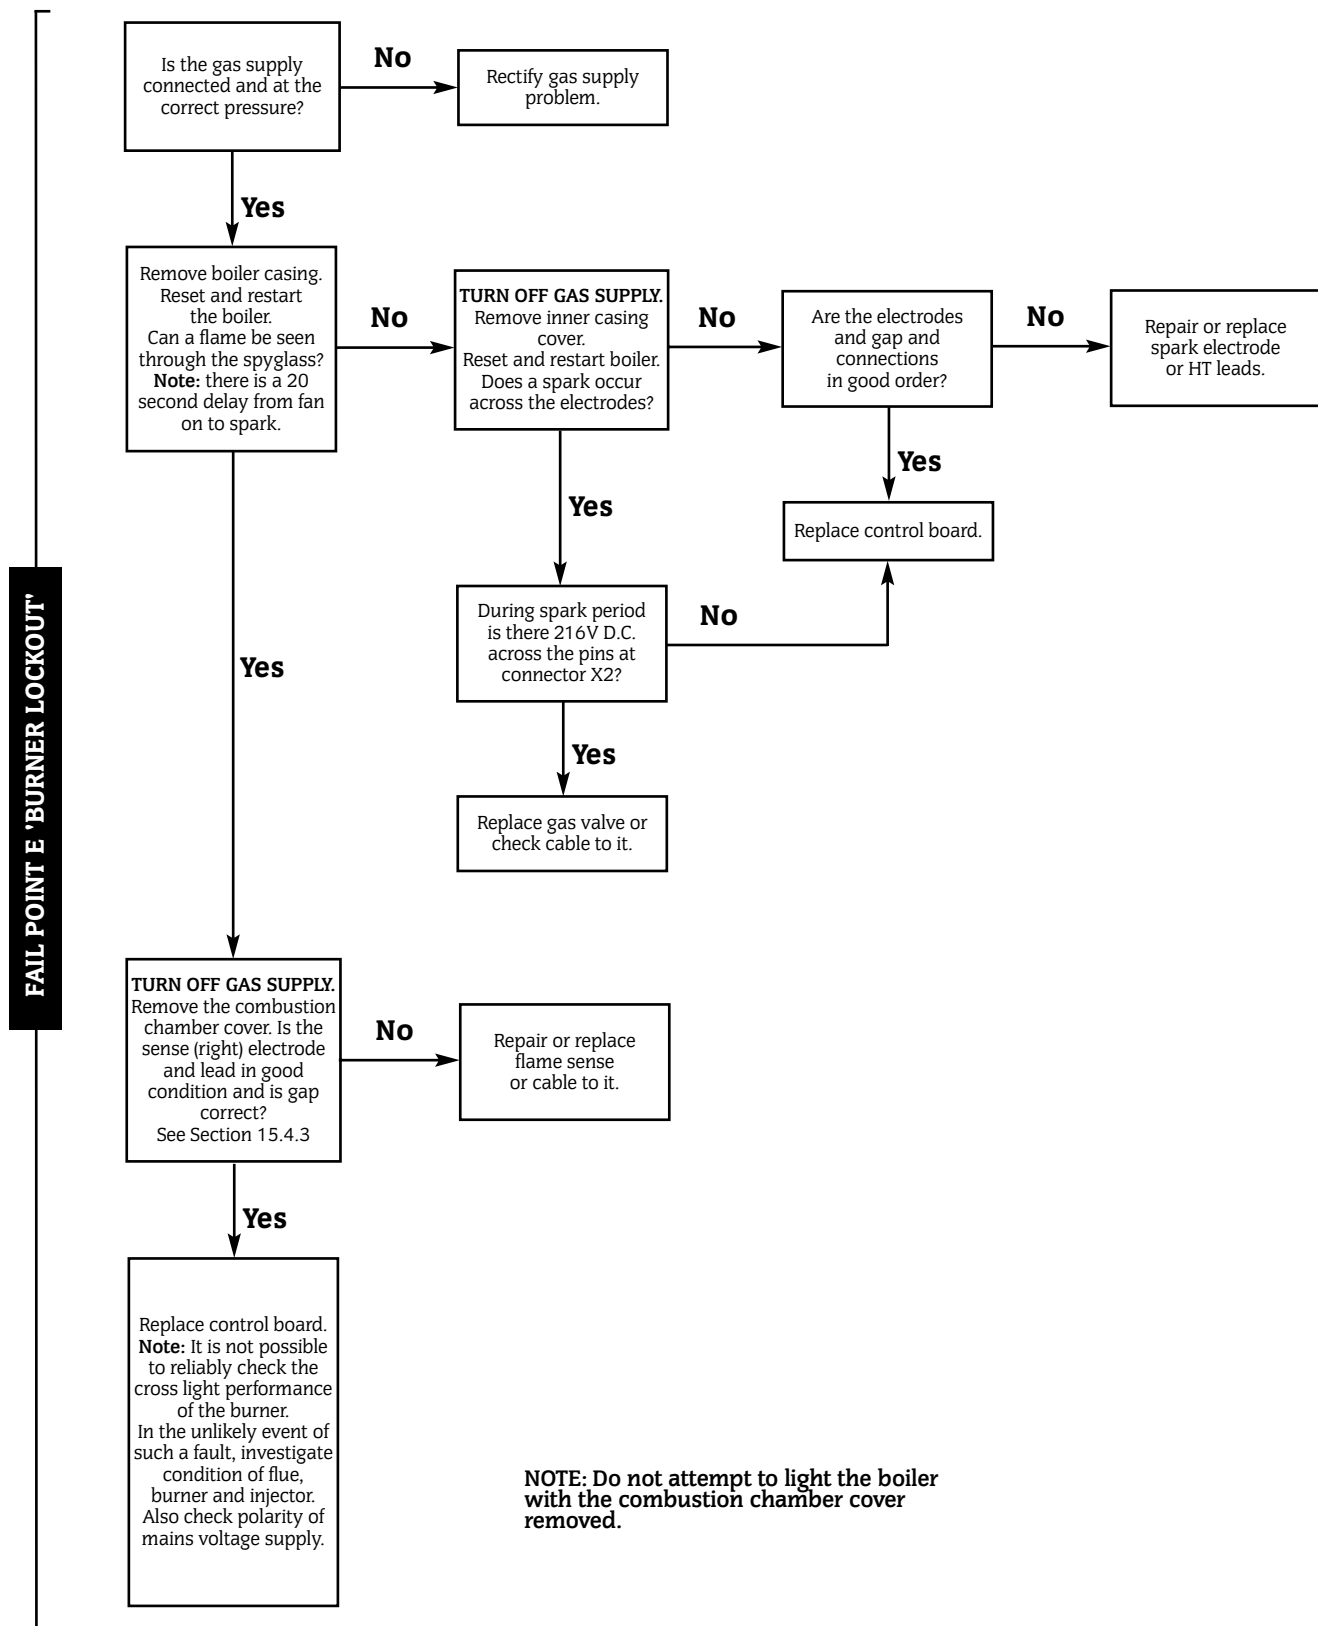 FAIL POINT E 'BURNER LOCKOUT'
Is the gas supply
connected and at the
correct pressure?
No
Rectify gas supply
problem.
Yes
Remove boiler casing.
Reset and restart
the boiler.
Can a flame be seen
through the spyglass?
Note: there is a 20
second delay from fan
on to spark.
No
TURN OFF GAS SUPPLY.
Remove inner casing
cover.
Reset and restart boiler.
Does a spark occur
across the electrodes?
No
Are the electrodes
and gap and
connections
in good order?
No
Repair or replace
spark electrode
or HT leads.
Yes
Replace control board.
Yes
During spark period
is there 216V D.C.
across the pins at
connector X2?
No
Yes
Replace gas valve or
check cable to it.
Yes
TURN OFF GAS SUPPLY.
Remove the combustion
chamber cover. Is the
sense (right) electrode
and lead in good
condition and is gap
correct?
See Section 15.4.3
No
Repair or replace
flame sense
or cable to it.
Yes
Replace control board.
Note: It is not possible
to reliably check the
cross light performance
of the burner.
In the unlikely event of
such a fault, investigate
condition of flue,
burner and injector.
Also check polarity of
mains voltage supply.
NOTE: Do not attempt to light the boiler
with the combustion chamber cover
removed.